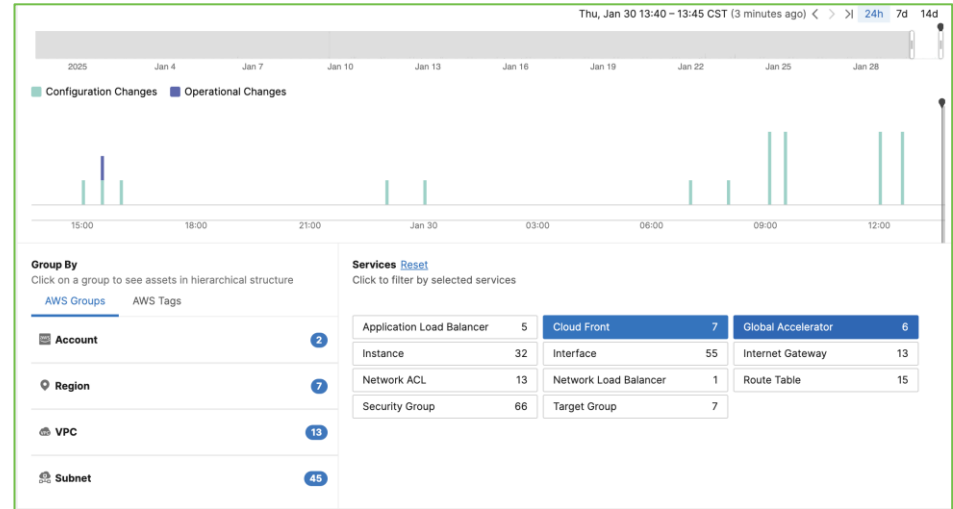 Thu, Jan 30 13:40 – 13:45 CST (3 minutes ago) < > >| 24h 7d 14d
2025 Jan 4 Jan 7 Jan 10 Jan 13 Jan 16 Jan 19 Jan 22 Jan 25 Jan 28
Configuration Changes Operational Changes
15:00 18:00 21:00 Jan 30 03:00 06:00 09:00 12:00
Group By
Click on a group to see assets in hierarchical structure
AWS Groups AWS Tags
Account 2
Region 7
VPC 13
Subnet 45
Services Reset
Click to filter by selected services
Application Load Balancer 5 Cloud Front 7 Global Accelerator 6
Instance 32 Interface 55 Internet Gateway 13
Network ACL 13 Network Load Balancer 1 Route Table 15
Security Group 66 Target Group 7